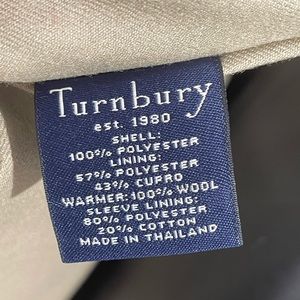 Turnbury
est. 1980
SHELL:
100% POLYESTER
LINING:
57% POLYESTER
43% CUPRO
WARMER: 100% WOOL
SLEEVE LINING:
80% POLYESTER
20% COTTON
MADE IN THAILAND